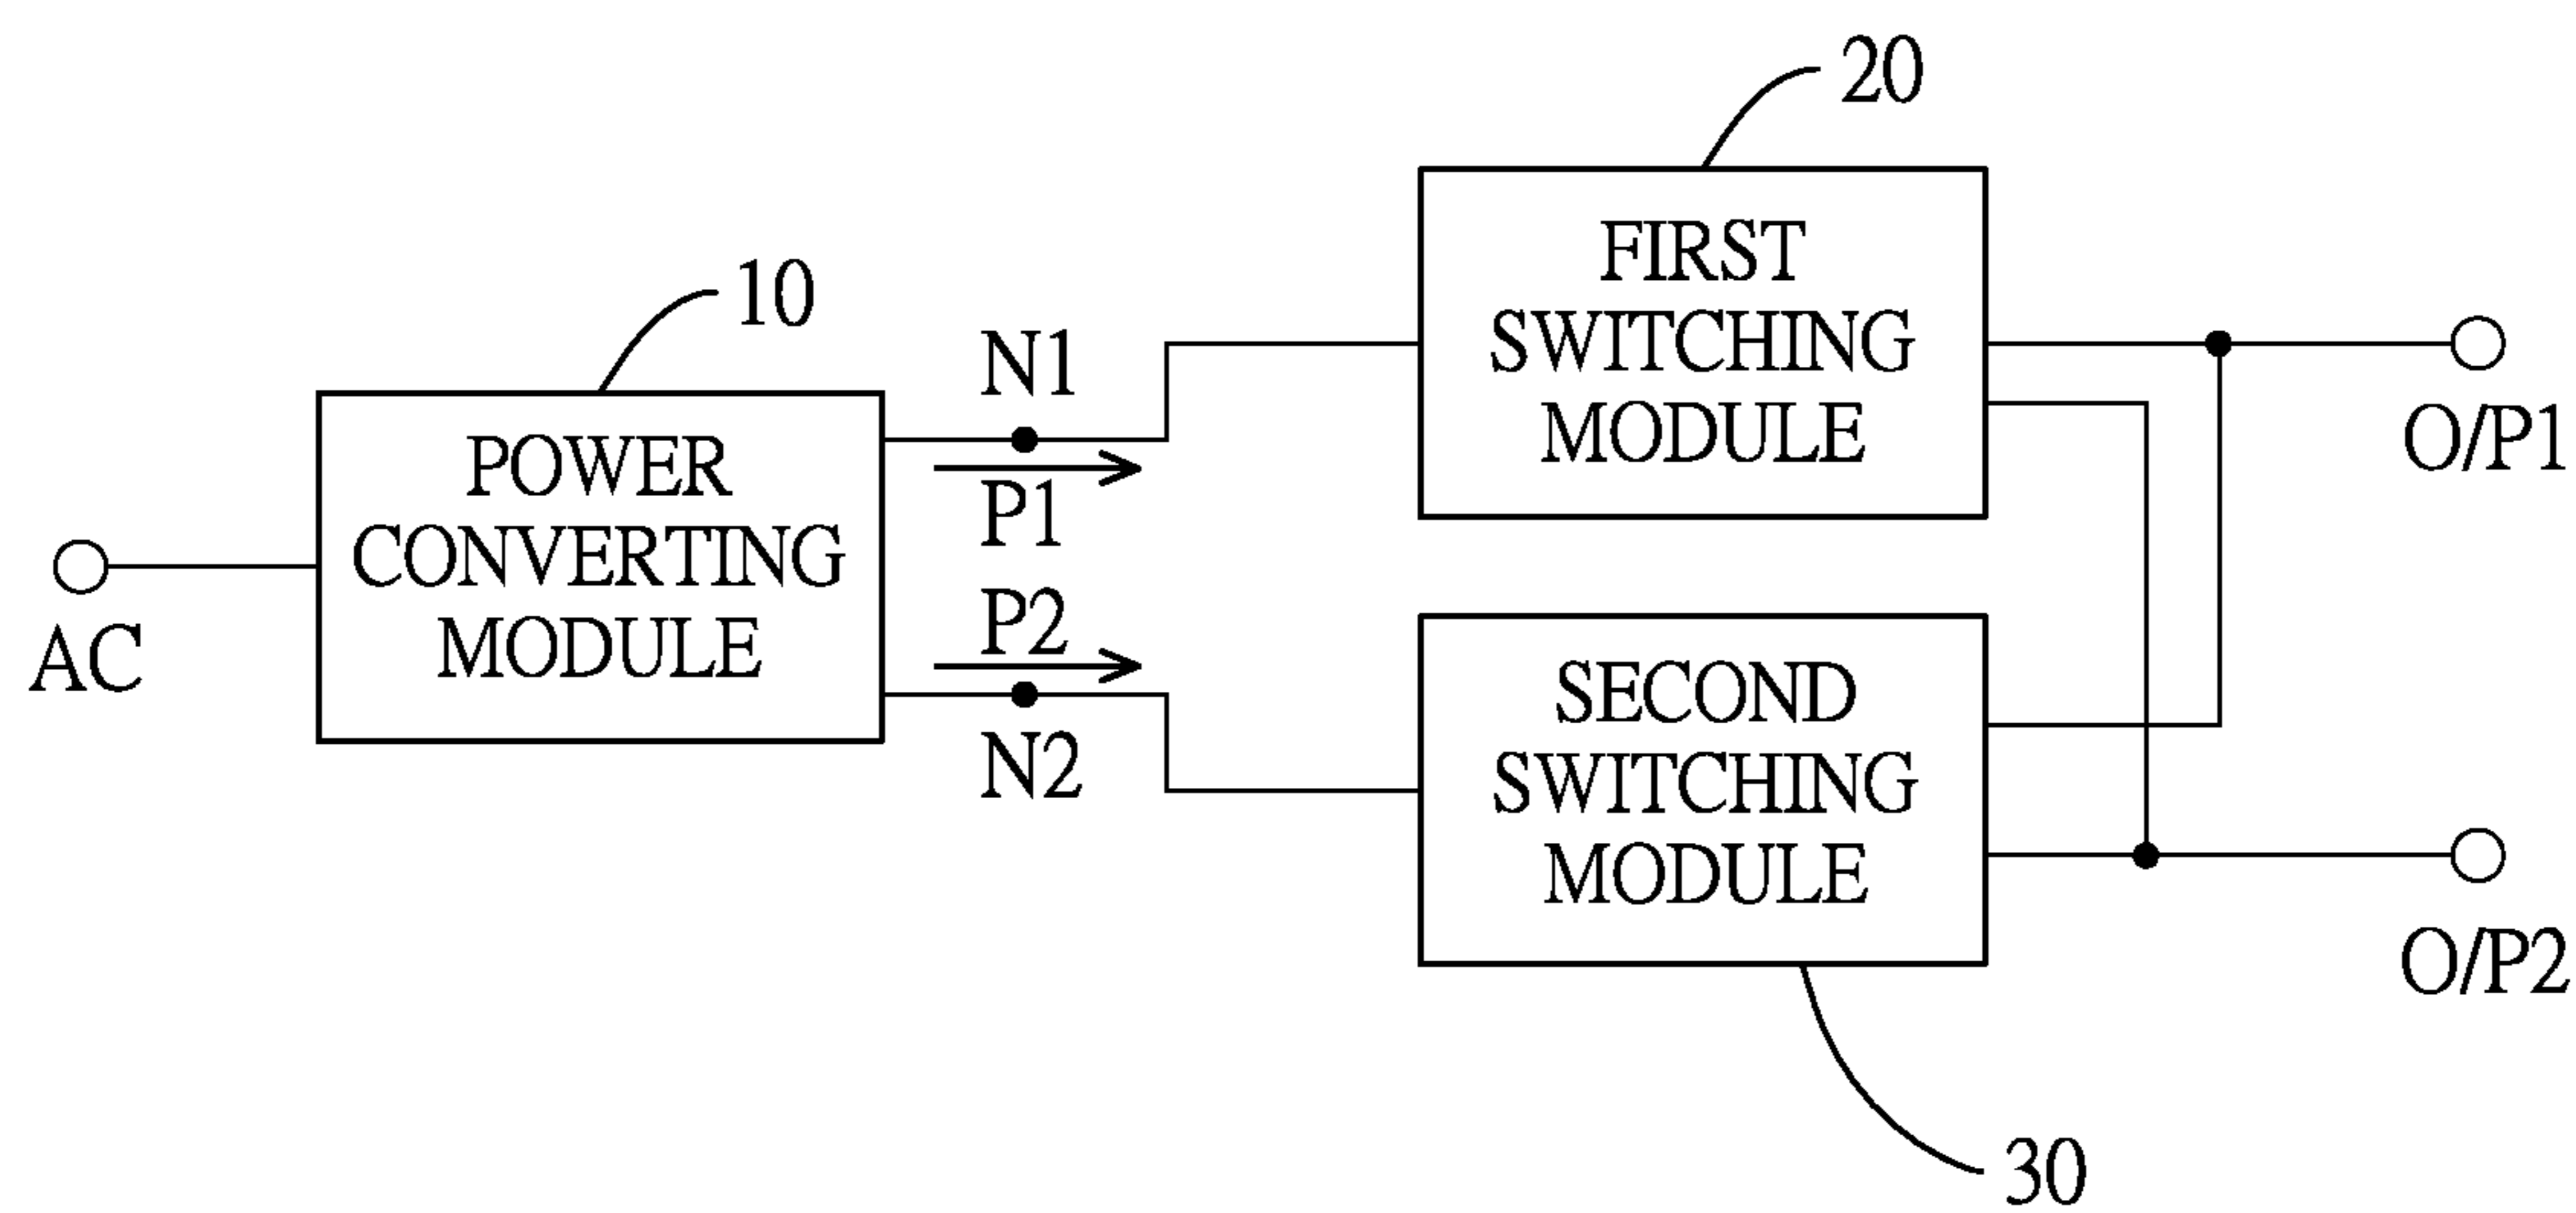 20
FIRST
SWITCHING
MODULE
10
N1
O/P1
POWER
CONVERTING
MODULE
P1
P2
AC
SECOND
SWITCHING
MODULE
N2
O/P2
30